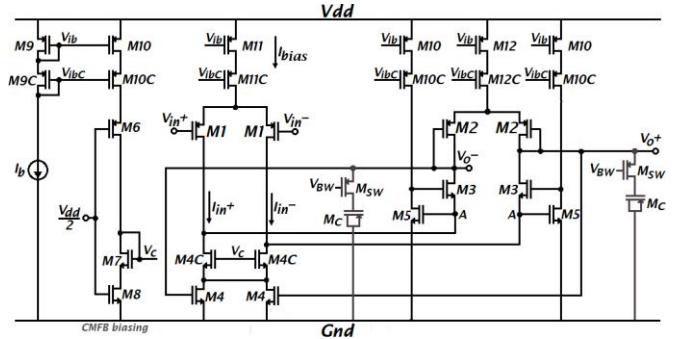 Vdd
M9
Vib
M10
Vib
M11
Ibias
Vib
M10
Vib
M12
M10
M9C
VibC
M10C
VibC
M11C
VibC
M10C
VibC
M12C
VibC
M10C
M6
Vin+
M1
M1
Vin-
M2
M2
Vo-
Vo+
Ib
VBW
MSW
M3
M3
VBW
MSW
Vdd
2
Iin+
Iin-
MC
M5
A
A
M5
MC
M7
VC
M4C
VC
M4C
M8
M4
M4
CMFB biasing
Gnd